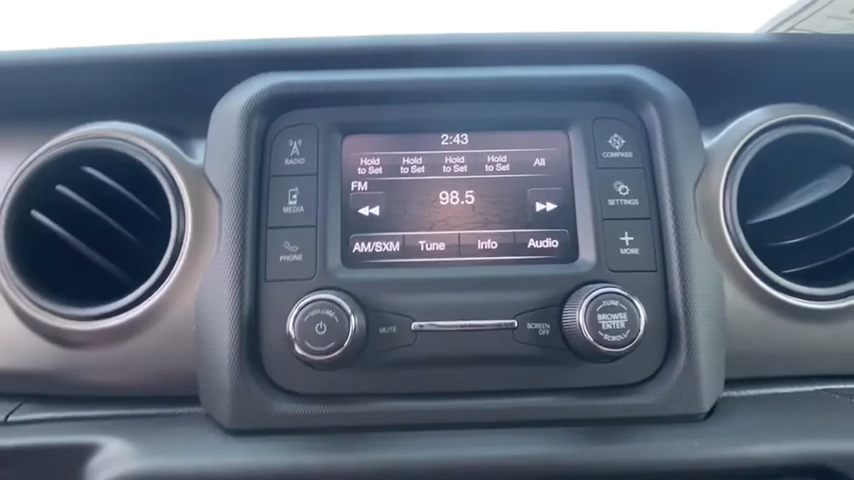 2:43
Hold to Set
Hold to Set
Hold to Set
Hold to Set
All
FM
98.5
AM/SXM
Tune
Info
Audio
RADIO
MEDIA
PHONE
COMPASS
SETTINGS
MORE
VOLUME
MUTE
SCREEN OFF
TUNE
BROWSE
ENTER
SCROLL